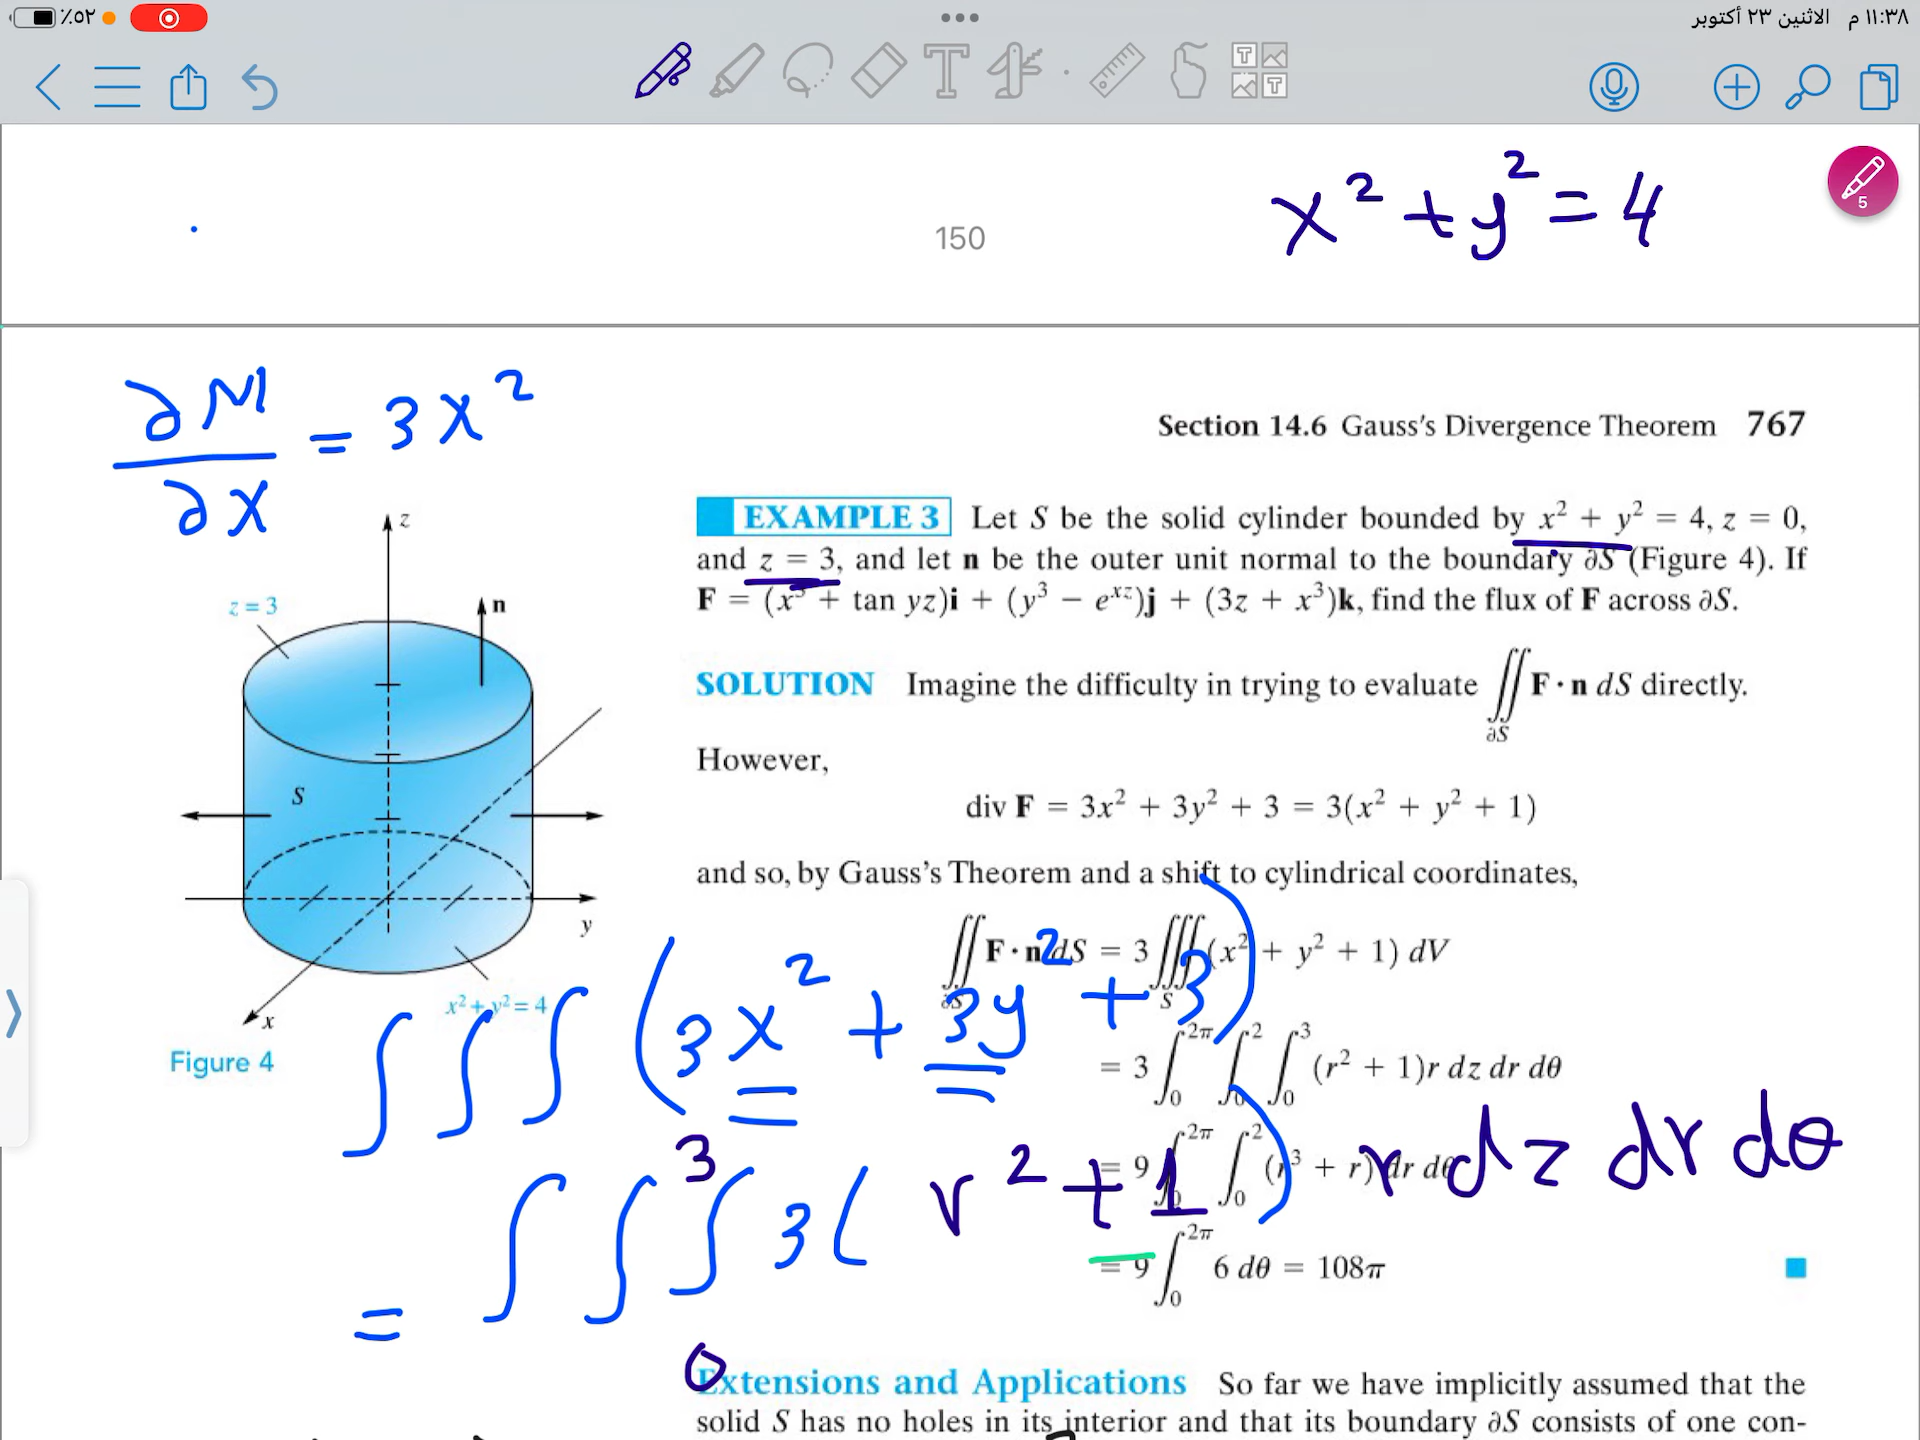 ٪٥٢
١١:٣٨ م الاثنين ٢٣ أكتوبر
5
x² + y² = 4
150
∂M/∂x = 3x²
Section 14.6 Gauss's Divergence Theorem 767
EXAMPLE 3 Let S be the solid cylinder bounded by x² + y² = 4, z = 0,
and z = 3, and let n be the outer unit normal to the boundary ∂S (Figure 4). If
F = (x³ + tan yz)i + (y³ − e^{xz})j + (3z + x³)k, find the flux of F across ∂S.
z
z = 3
n
S
y
x² + y² = 4
x
Figure 4
SOLUTION Imagine the difficulty in trying to evaluate ∬_{∂S} F · n dS directly.
However,
div F = 3x² + 3y² + 3 = 3(x² + y² + 1)
and so, by Gauss's Theorem and a shift to cylindrical coordinates,
∬_{∂S} F · n dS = 3 ∭_S (x² + y² + 1) dV
= 3 ∫_0^{2π} ∫_0^2 ∫_0^3 (r² + 1)r dz dr dθ
= 9 ∫_0^{2π} ∫_0^2 (r³ + r) dr dθ
= 9 ∫_0^{2π} 6 dθ = 108π
∫∫∫ (3x² + 3y² + 3)
= ∫∫∫_0^3 3(r² + 1) r dz dr dθ
Extensions and Applications So far we have implicitly assumed that the
solid S has no holes in its interior and that its boundary ∂S consists of one con-